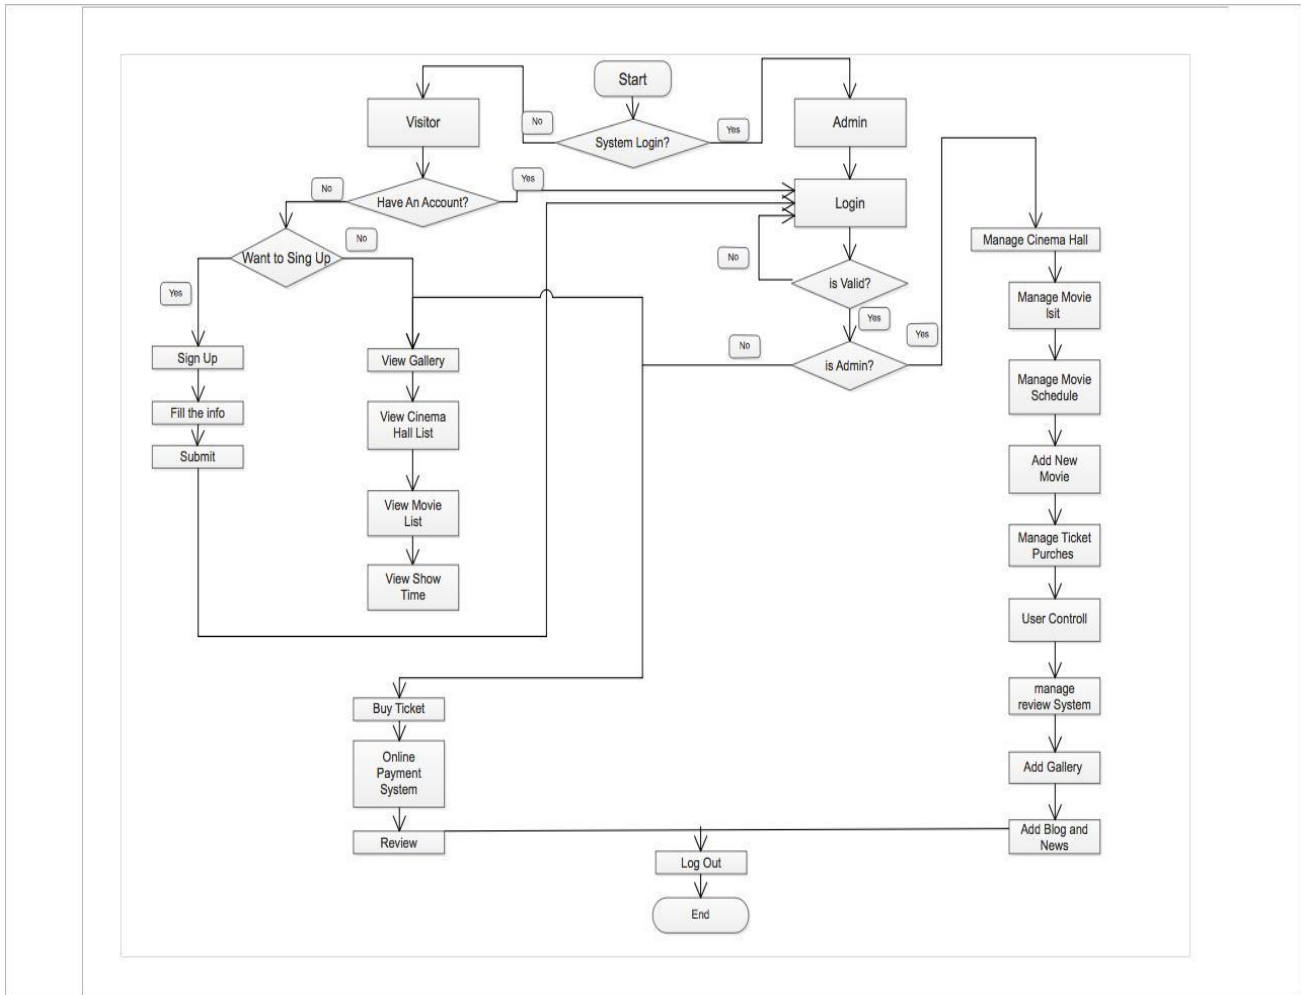 Start
No
Visitor
System Login?
Yes
Admin
No
Have An Account?
Yes
Login
Want to Sing Up
No
No
is Valid?
Manage Cinema Hall
Yes
Yes
Yes
No
is Admin?
Manage Movie
Isit
Sign Up
View Gallery
Manage Movie
Schedule
Fill the info
View Cinema
Hall List
Submit
Add New
Movie
View Movie
List
Manage Ticket
Purches
View Show
Time
User Controll
manage
review System
Buy Ticket
Online
Payment
System
Add Gallery
Review
Add Blog and
News
Log Out
End